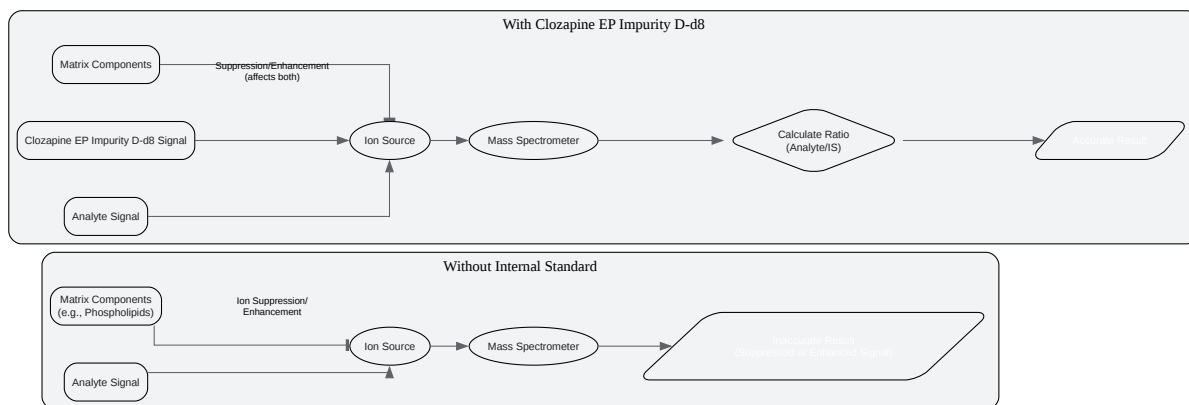 With Clozapine EP Impurity D-d8
Matrix Components
Suppression/Enhancement
(affects both)
Clozapine EP Impurity D-d8 Signal
Ion Source
Mass Spectrometer
Calculate Ratio
(Analyte/IS)
Accurate Result
Analyte Signal
Without Internal Standard
Matrix Components
(e.g., Phospholipids)
Ion Suppression/
Enhancement
Ion Source
Mass Spectrometer
Inaccurate Result
(Suppressed or Enhanced Signal)
Analyte Signal